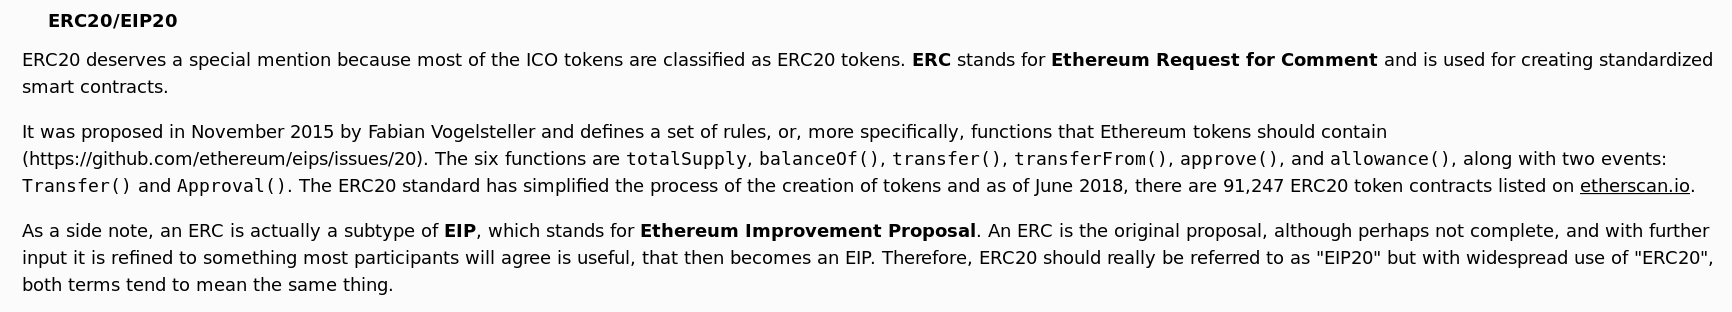 ERC20/EIP20
ERC20 deserves a special mention because most of the ICO tokens are classified as ERC20 tokens. ERC stands for Ethereum Request for Comment and is used for creating standardized
smart contracts.
It was proposed in November 2015 by Fabian Vogelsteller and defines a set of rules, or, more specifically, functions that Ethereum tokens should contain
(https://github.com/ethereum/eips/issues/20). The six functions are totalSupply, balanceOf(), transfer(), transferFrom(), approve(), and allowance(), along with two events:
Transfer() and Approval(). The ERC20 standard has simplified the process of the creation of tokens and as of June 2018, there are 91,247 ERC20 token contracts listed on etherscan.io.
As a side note, an ERC is actually a subtype of EIP, which stands for Ethereum Improvement Proposal. An ERC is the original proposal, although perhaps not complete, and with further
input it is refined to something most participants will agree is useful, that then becomes an EIP. Therefore, ERC20 should really be referred to as "EIP20" but with widespread use of "ERC20",
both terms tend to mean the same thing.